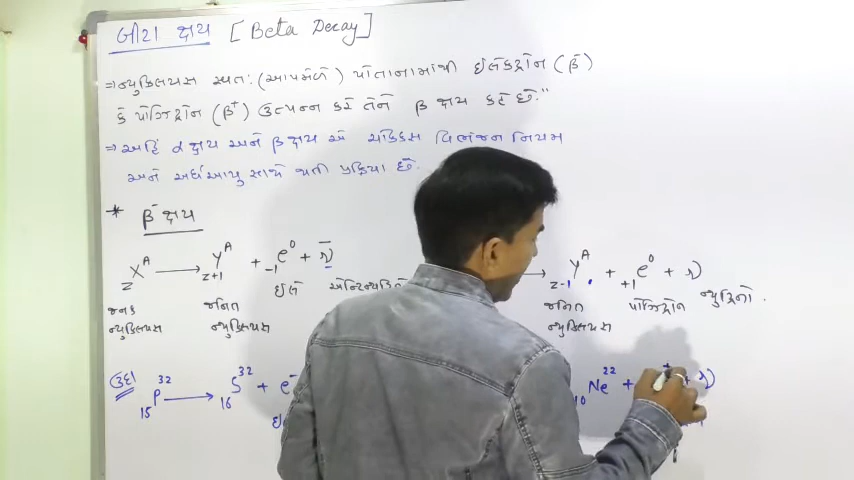 બીટા ક્ષય [Beta Decay]
⇒ ન્યુક્લિયસ સ્વત: (આપમેળે) પોતાનામાંથી ઈલેક્ટ્રોન (β⁻)
કે પોઝિટ્રોન (β⁺) ઉત્પન્ન કરે તેને β ક્ષય કહે છે."
⇒ અહિં α ક્ષય અને β ક્ષય એ ચરઘાતાંકી વિભંજન નિયમ
અને અર્ધઆયુ સાથે થતી પ્રક્રિયા છે.
* β⁻ ક્ષય
zXᴬ → z+1Yᴬ + -1e⁰ + ν̄
જનક ન્યુક્લિયસ જનિત ન્યુક્લિયસ ઈલે
→ z-1Yᴬ + +1e⁰ + ν
જનિત ન્યુક્લિયસ પોઝિટ્રોન ન્યુટ્રિનો.
ઉદા 15P³² → 16S³² + e⁻
10Ne²² + + ν